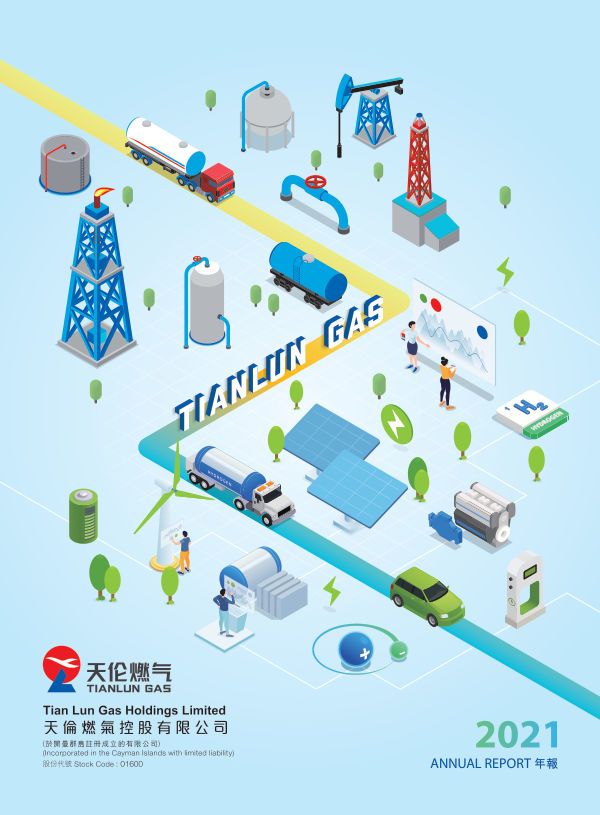 TIANLUN GAS
H₂
HYDROGEN
HYDROGEN
天伦燃气
TIANLUN GAS
Tian Lun Gas Holdings Limited
天倫燃氣控股有限公司
(於開曼群島註冊成立的有限公司)
(Incorporated in the Cayman Islands with limited liability)
股份代號 Stock Code : 01600
2021
ANNUAL REPORT 年報